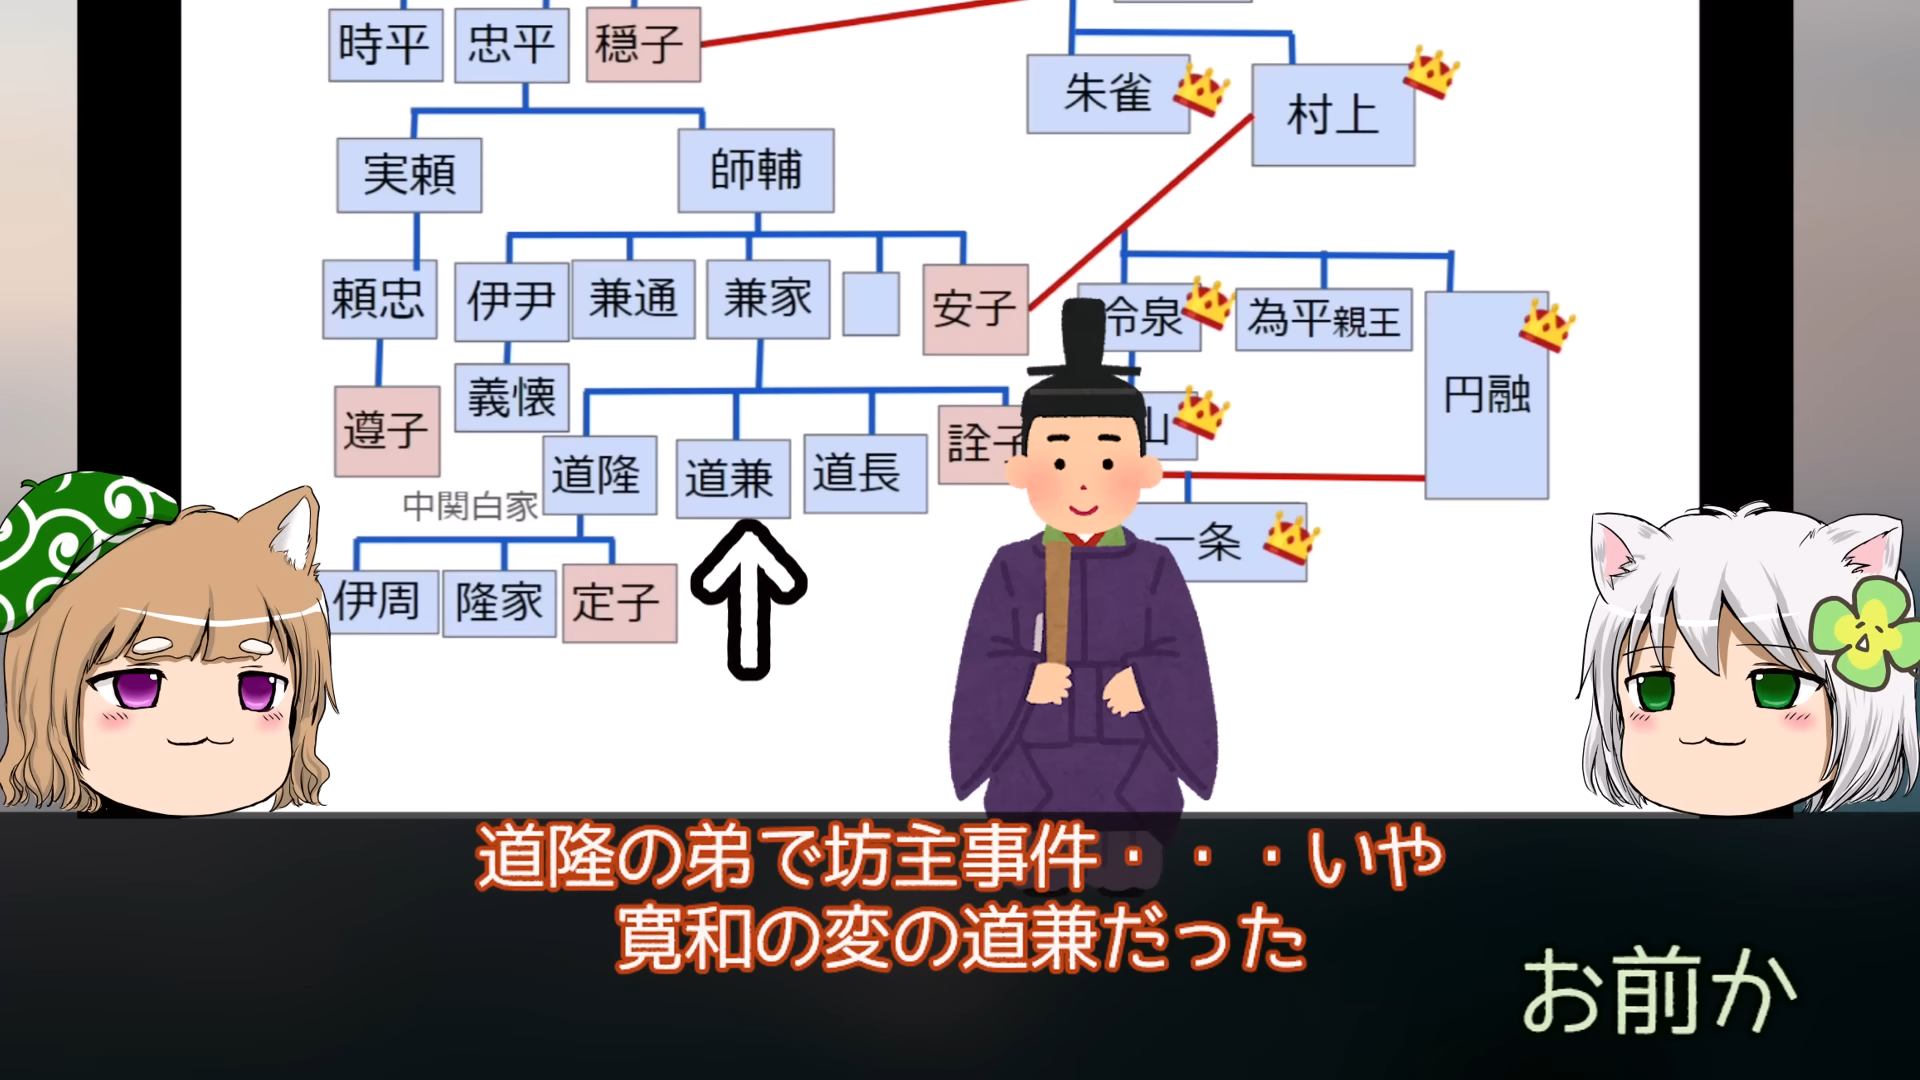 時平 忠平 穏子
朱雀 村上
実頼 師輔
頼忠 伊尹 兼通 兼家 安子 冷泉 為平親王 円融
遵子 義懐 詮子 山
道隆 道兼 道長
中関白家
一条
伊周 隆家 定子
道隆の弟で坊主事件・・・いや
寛和の変の道兼だった
お前か